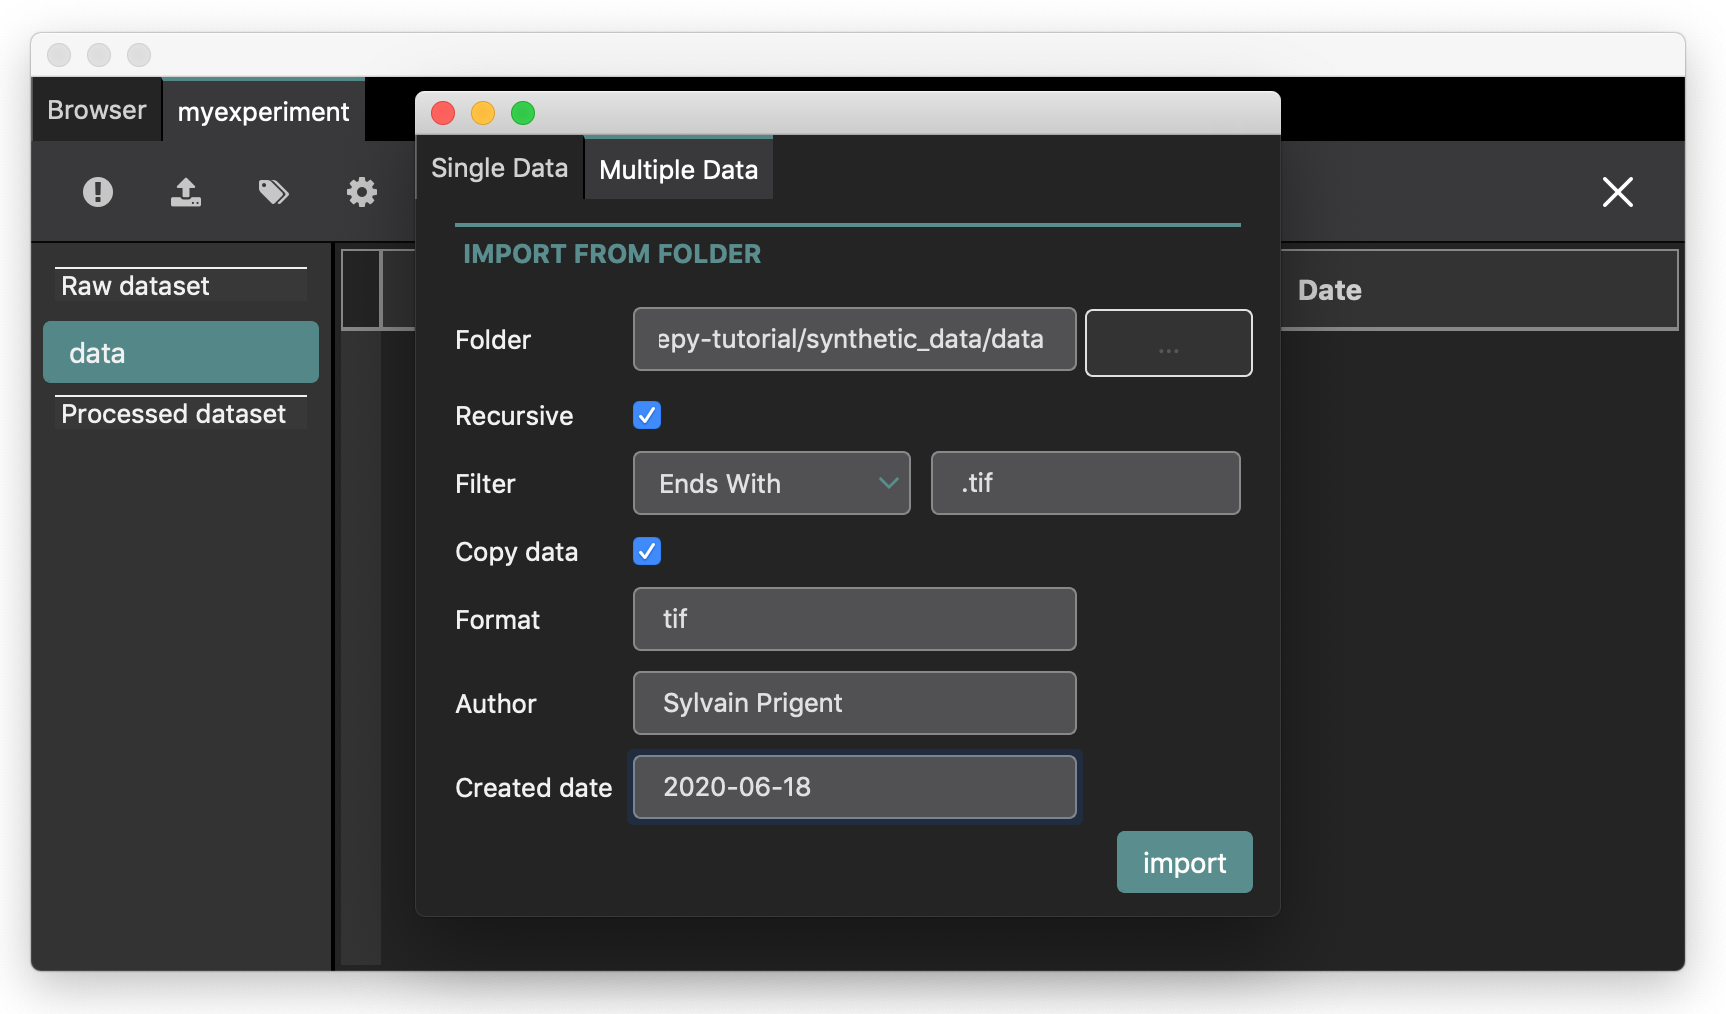 Browser
myexperiment
Single Data
Multiple Data
IMPORT FROM FOLDER
Raw dataset
data
Processed dataset
Date
Folder
epy-tutorial/synthetic_data/data
...
Recursive
Filter
Ends With
.tif
Copy data
Format
tif
Author
Sylvain Prigent
Created date
2020-06-18
import